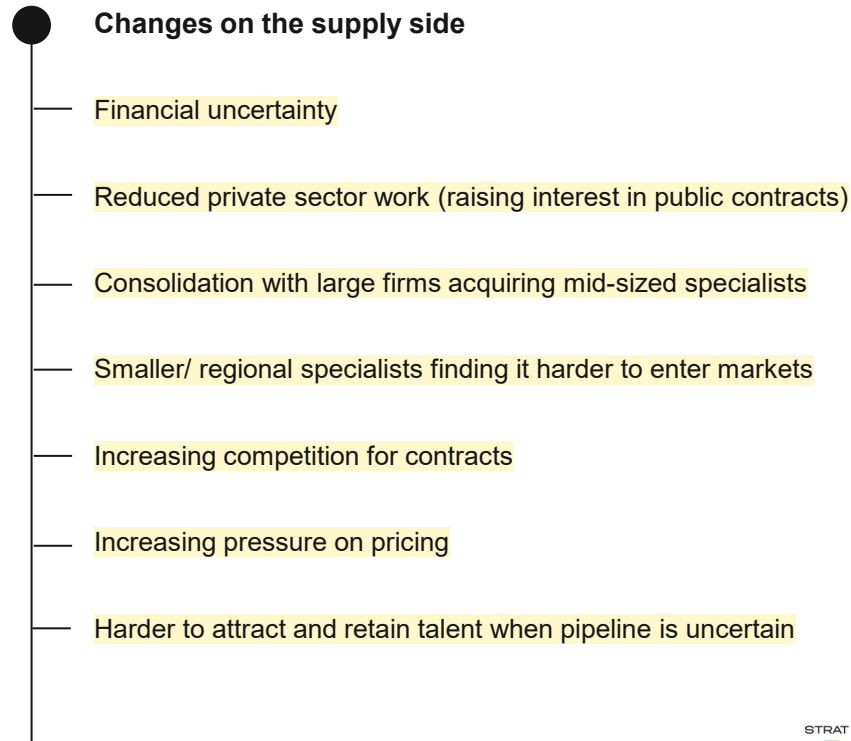 Changes on the supply side
Financial uncertainty
Reduced private sector work (raising interest in public contracts)
Consolidation with large firms acquiring mid-sized specialists
Smaller/ regional specialists finding it harder to enter markets
Increasing competition for contracts
Increasing pressure on pricing
Harder to attract and retain talent when pipeline is uncertain
STRAT